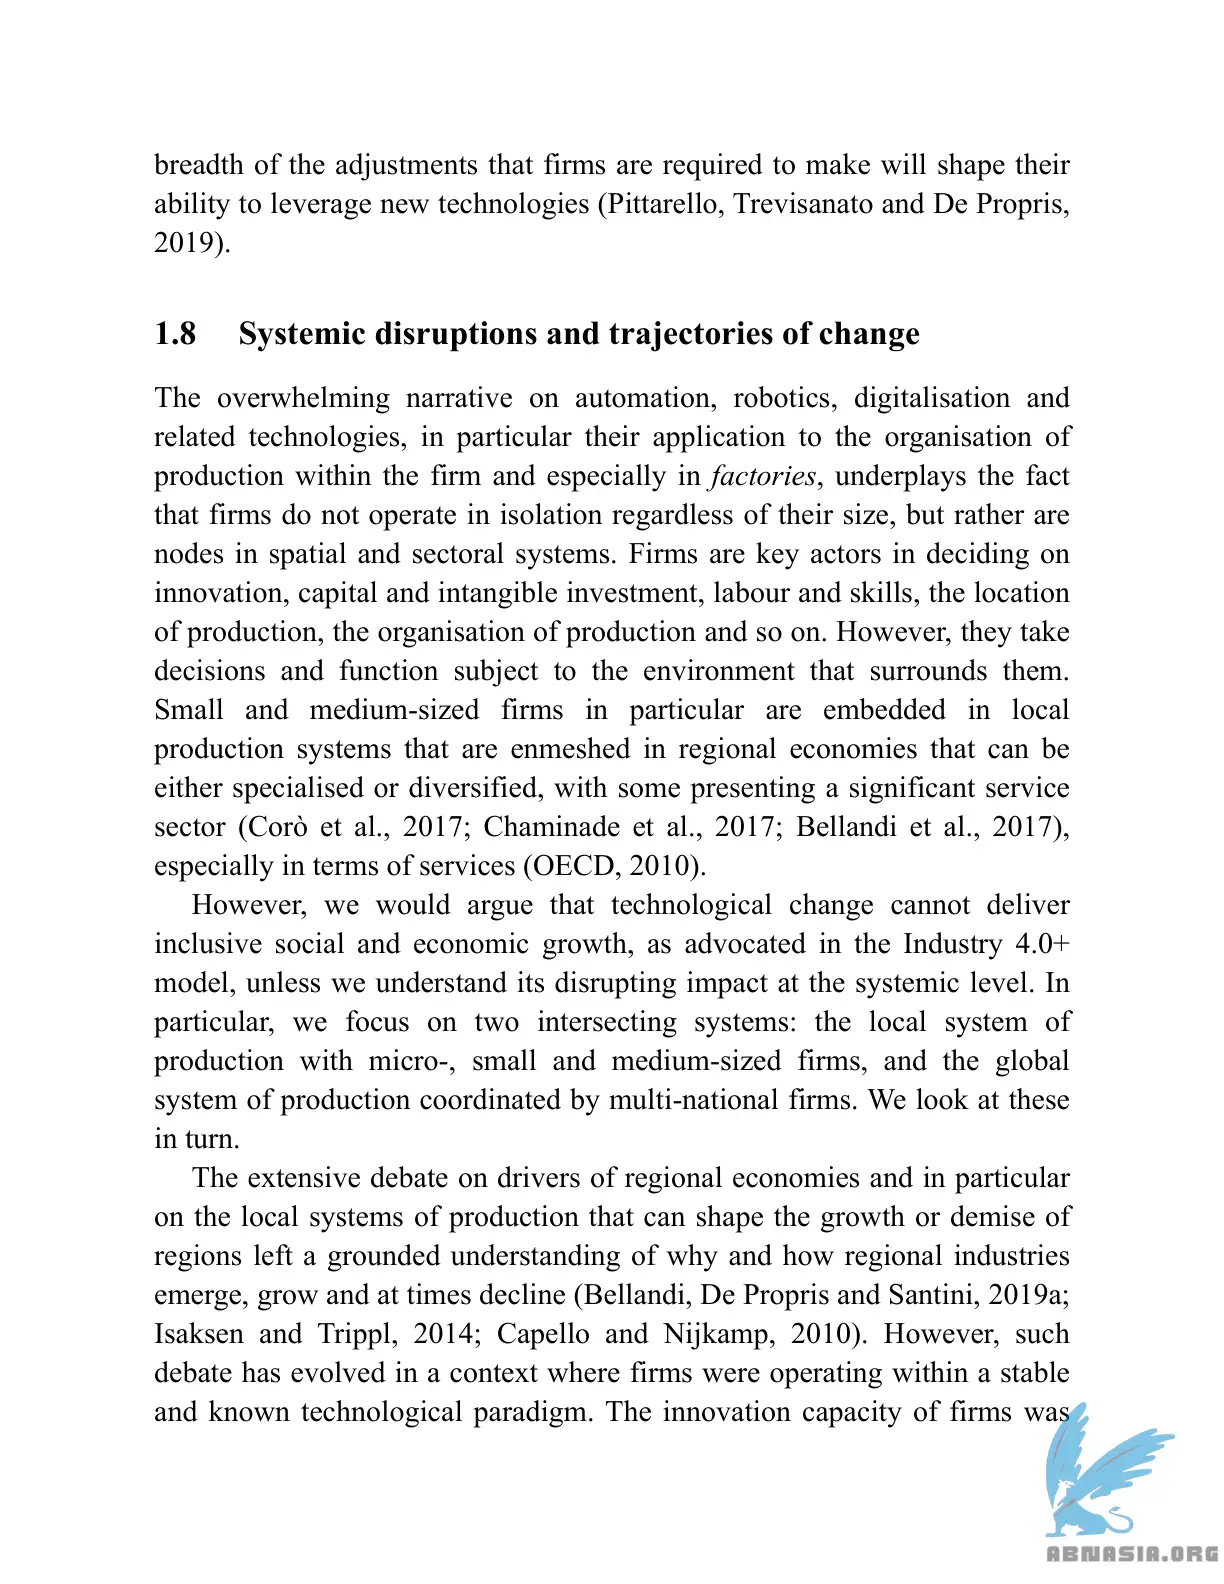 breadth of the adjustments that firms are required to make will shape their
ability to leverage new technologies (Pittarello, Trevisanato and De Propris,
2019).
1.8 Systemic disruptions and trajectories of change
The overwhelming narrative on automation, robotics, digitalisation and
related technologies, in particular their application to the organisation of
production within the firm and especially in factories, underplays the fact
that firms do not operate in isolation regardless of their size, but rather are
nodes in spatial and sectoral systems. Firms are key actors in deciding on
innovation, capital and intangible investment, labour and skills, the location
of production, the organisation of production and so on. However, they take
decisions and function subject to the environment that surrounds them.
Small and medium-sized firms in particular are embedded in local
production systems that are enmeshed in regional economies that can be
either specialised or diversified, with some presenting a significant service
sector (Corò et al., 2017; Chaminade et al., 2017; Bellandi et al., 2017),
especially in terms of services (OECD, 2010).
However, we would argue that technological change cannot deliver
inclusive social and economic growth, as advocated in the Industry 4.0+
model, unless we understand its disrupting impact at the systemic level. In
particular, we focus on two intersecting systems: the local system of
production with micro-, small and medium-sized firms, and the global
system of production coordinated by multi-national firms. We look at these
in turn.
The extensive debate on drivers of regional economies and in particular
on the local systems of production that can shape the growth or demise of
regions left a grounded understanding of why and how regional industries
emerge, grow and at times decline (Bellandi, De Propris and Santini, 2019a;
Isaksen and Trippl, 2014; Capello and Nijkamp, 2010). However, such
debate has evolved in a context where firms were operating within a stable
and known technological paradigm. The innovation capacity of firms was
ABNASIA.ORG